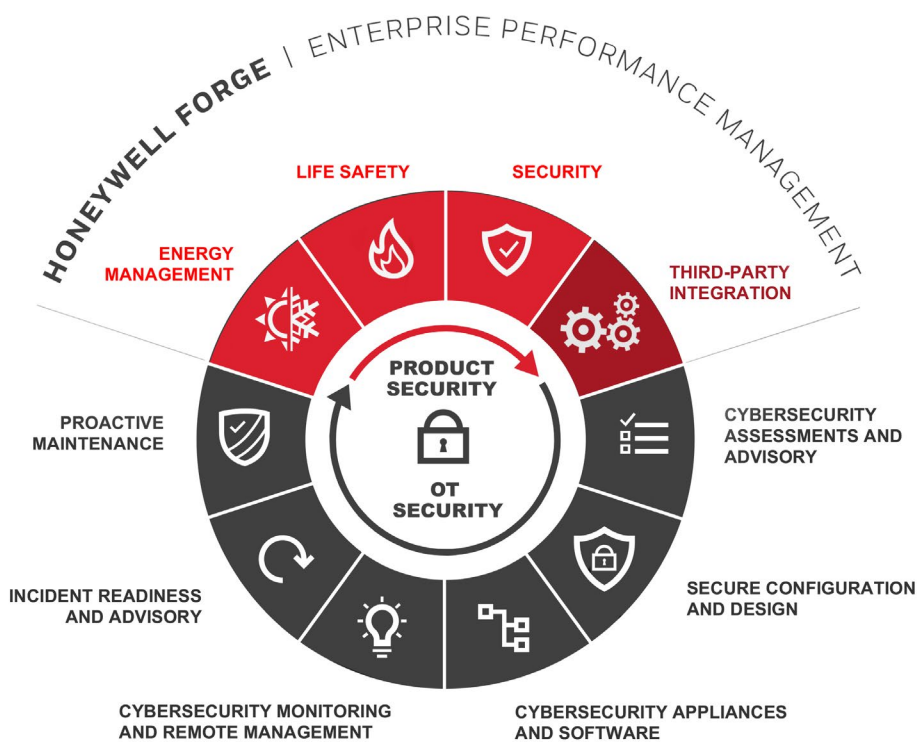 HONEYWELL FORGE | ENTERPRISE PERFORMANCE MANAGEMENT
LIFE SAFETY
SECURITY
ENERGY
MANAGEMENT
THIRD-PARTY
INTEGRATION
PRODUCT
SECURITY
OT
SECURITY
PROACTIVE
MAINTENANCE
CYBERSECURITY
ASSESSMENTS AND
ADVISORY
INCIDENT READINESS
AND ADVISORY
SECURE CONFIGURATION
AND DESIGN
CYBERSECURITY MONITORING
AND REMOTE MANAGEMENT
CYBERSECURITY APPLIANCES
AND SOFTWARE